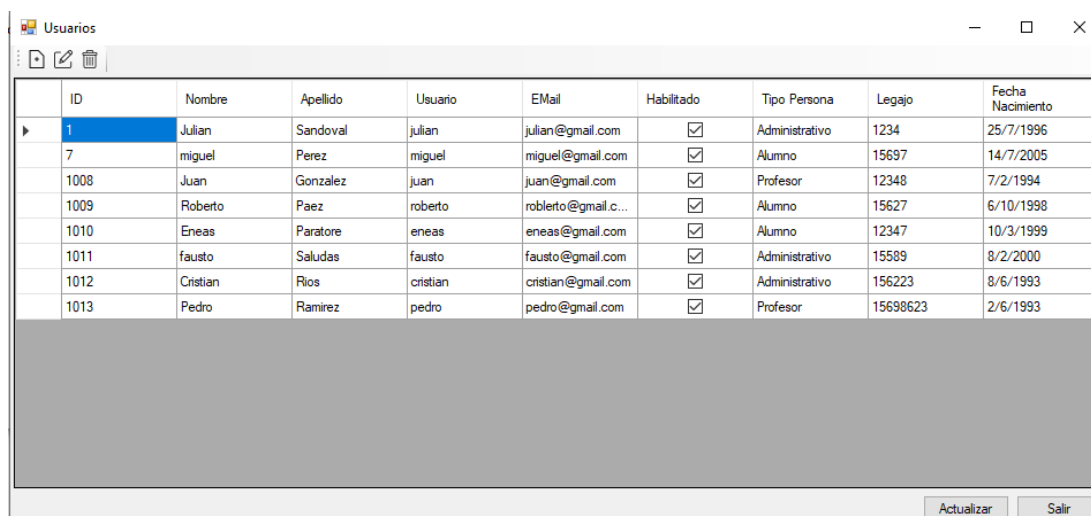 Usuarios
ID Nombre Apellido Usuario EMail Habilitado Tipo Persona Legajo Fecha Nacimiento
1 Julian Sandoval julian julian@gmail.com Administrativo 1234 25/7/1996
7 miguel Perez miguel miguel@gmail.com Alumno 15697 14/7/2005
1008 Juan Gonzalez juan juan@gmail.com Profesor 12348 7/2/1994
1009 Roberto Paez roberto roblerto@gmail.c... Alumno 15627 6/10/1998
1010 Eneas Paratore eneas eneas@gmail.com Alumno 12347 10/3/1999
1011 fausto Saludas fausto fausto@gmail.com Administrativo 15589 8/2/2000
1012 Cristian Rios cristian cristian@gmail.com Administrativo 156223 8/6/1993
1013 Pedro Ramirez pedro pedro@gmail.com Profesor 15698623 2/6/1993
Actualizar Salir